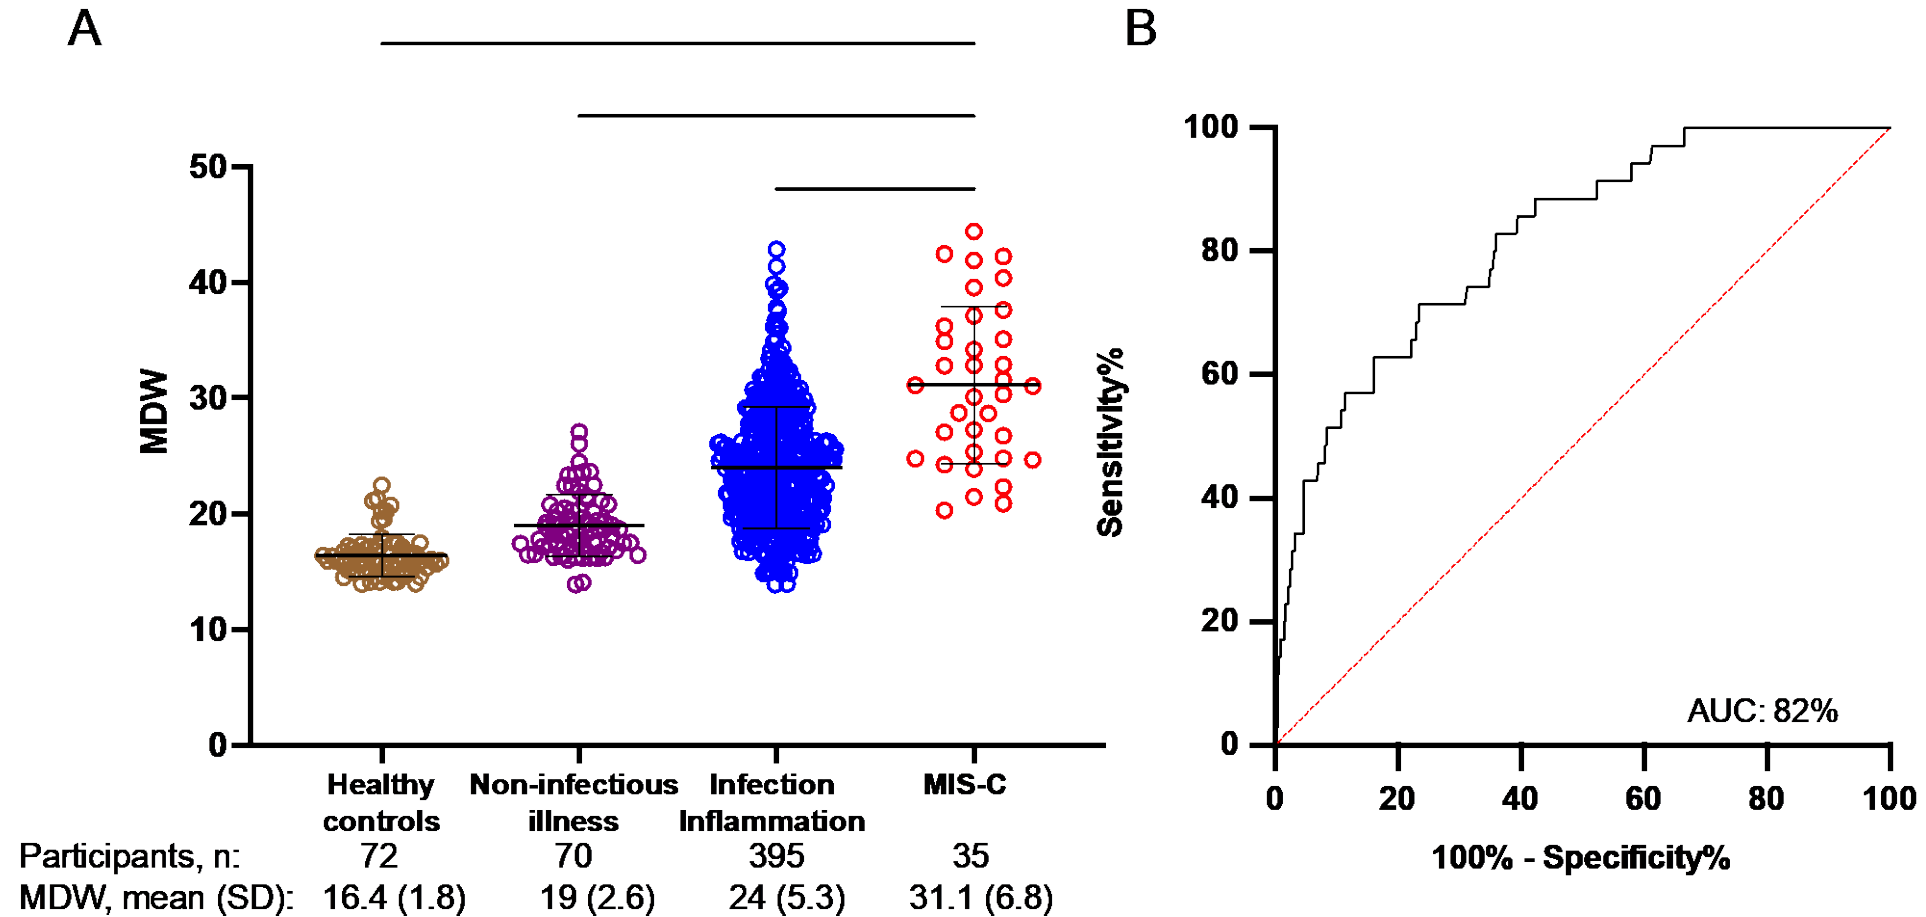 A
50
40
30
20
10
0
MDW
Healthy controls
Non-infectious illness
Infection Inflammation
MIS-C
Participants, n: 72 70 395 35
MDW, mean (SD): 16.4 (1.8) 19 (2.6) 24 (5.3) 31.1 (6.8)
B
100
80
60
40
20
0
Sensitivity%
AUC: 82%
0 20 40 60 80 100
100% - Specificity%